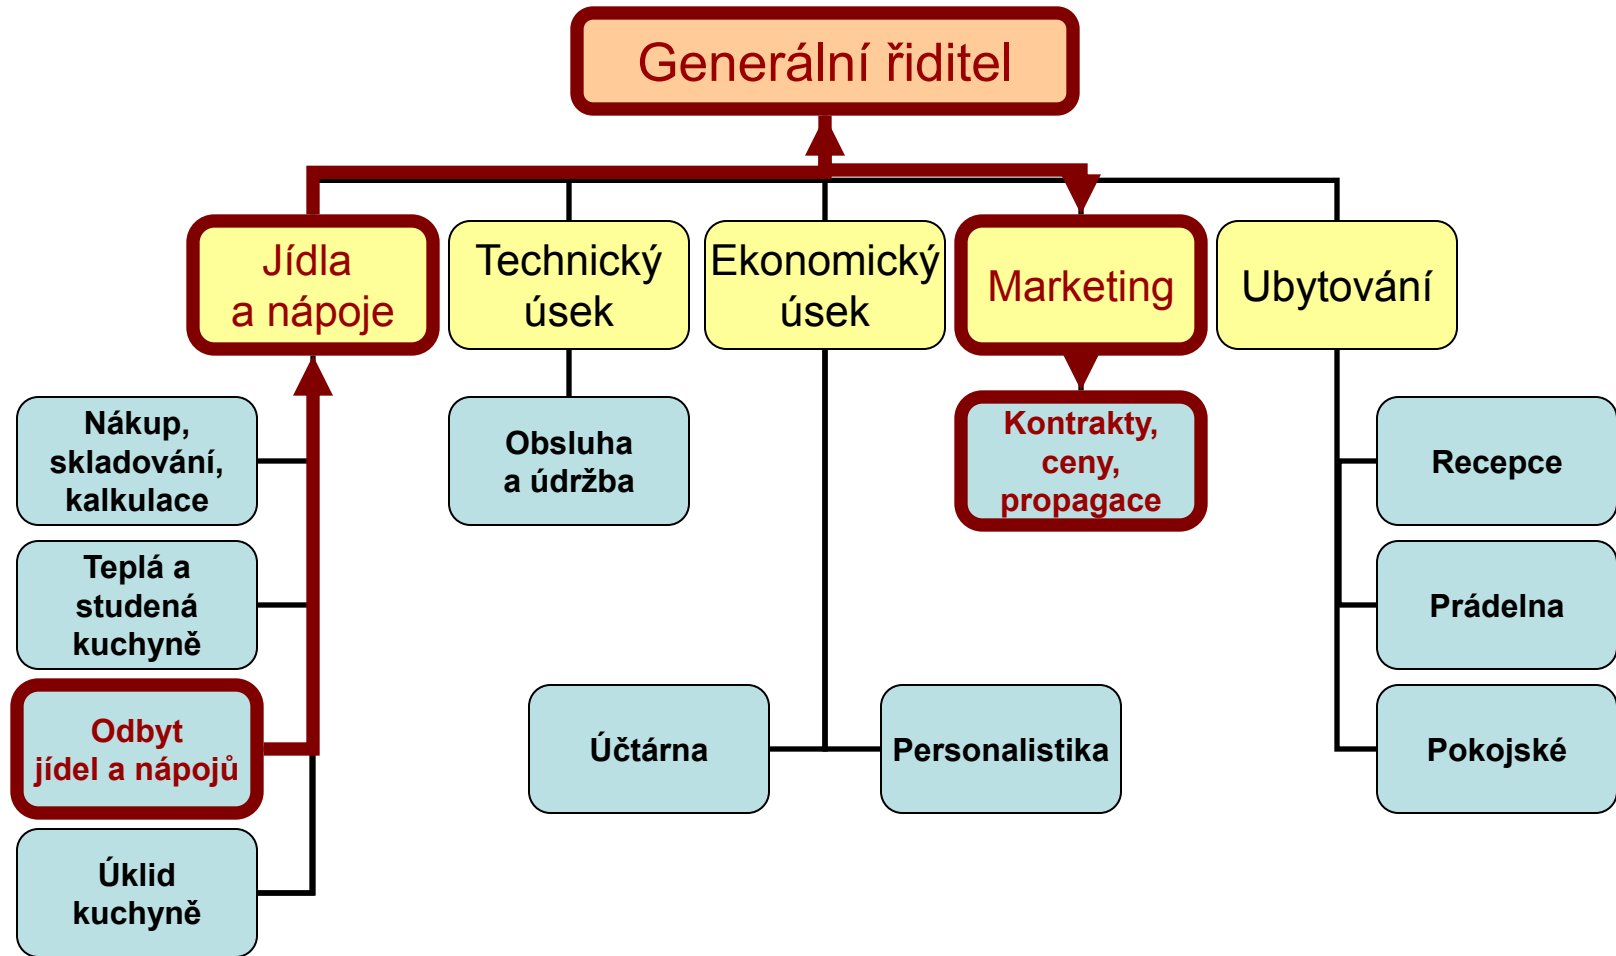 Generální řiditel
Jídla
a nápoje
Technický
úsek
Ekonomický
úsek
Marketing
Ubytování
Nákup,
skladování,
kalkulace
Teplá a
studená
kuchyně
Odbyt
jídel a nápojů
Úklid
kuchyně
Obsluha
a údržba
Účtárna
Personalistika
Kontrakty,
ceny,
propagace
Recepce
Prádelna
Pokojské